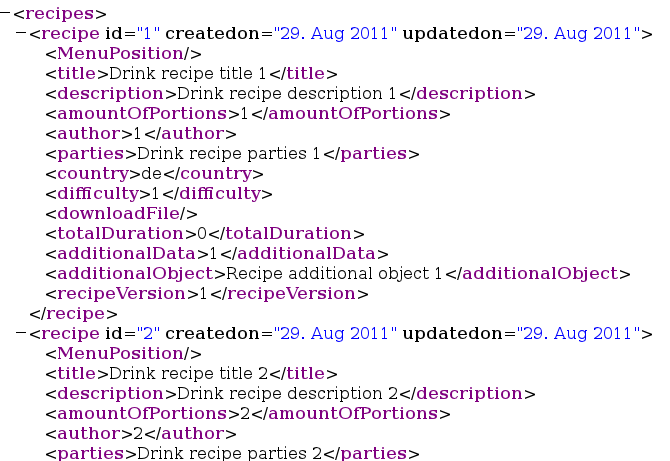 −<recipes>
−<recipe id="1" createdon="29. Aug 2011" updatedon="29. Aug 2011">
<MenuPosition/>
<title>Drink recipe title 1</title>
<description>Drink recipe description 1</description>
<amountOfPortions>1</amountOfPortions>
<author>1</author>
<parties>Drink recipe parties 1</parties>
<country>de</country>
<difficulty>1</difficulty>
<downloadFile/>
<totalDuration>0</totalDuration>
<additionalData>1</additionalData>
<additionalObject>Recipe additional object 1</additionalObject>
<recipeVersion>1</recipeVersion>
</recipe>
−<recipe id="2" createdon="29. Aug 2011" updatedon="29. Aug 2011">
<MenuPosition/>
<title>Drink recipe title 2</title>
<description>Drink recipe description 2</description>
<amountOfPortions>2</amountOfPortions>
<author>2</author>
<parties>Drink recipe parties 2</parties>